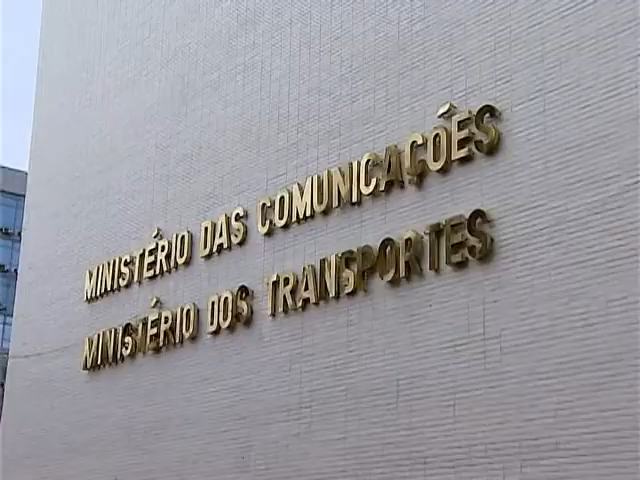 MINISTÉRIO DAS COMUNICAÇÕES
MINISTÉRIO DOS TRANSPORTES